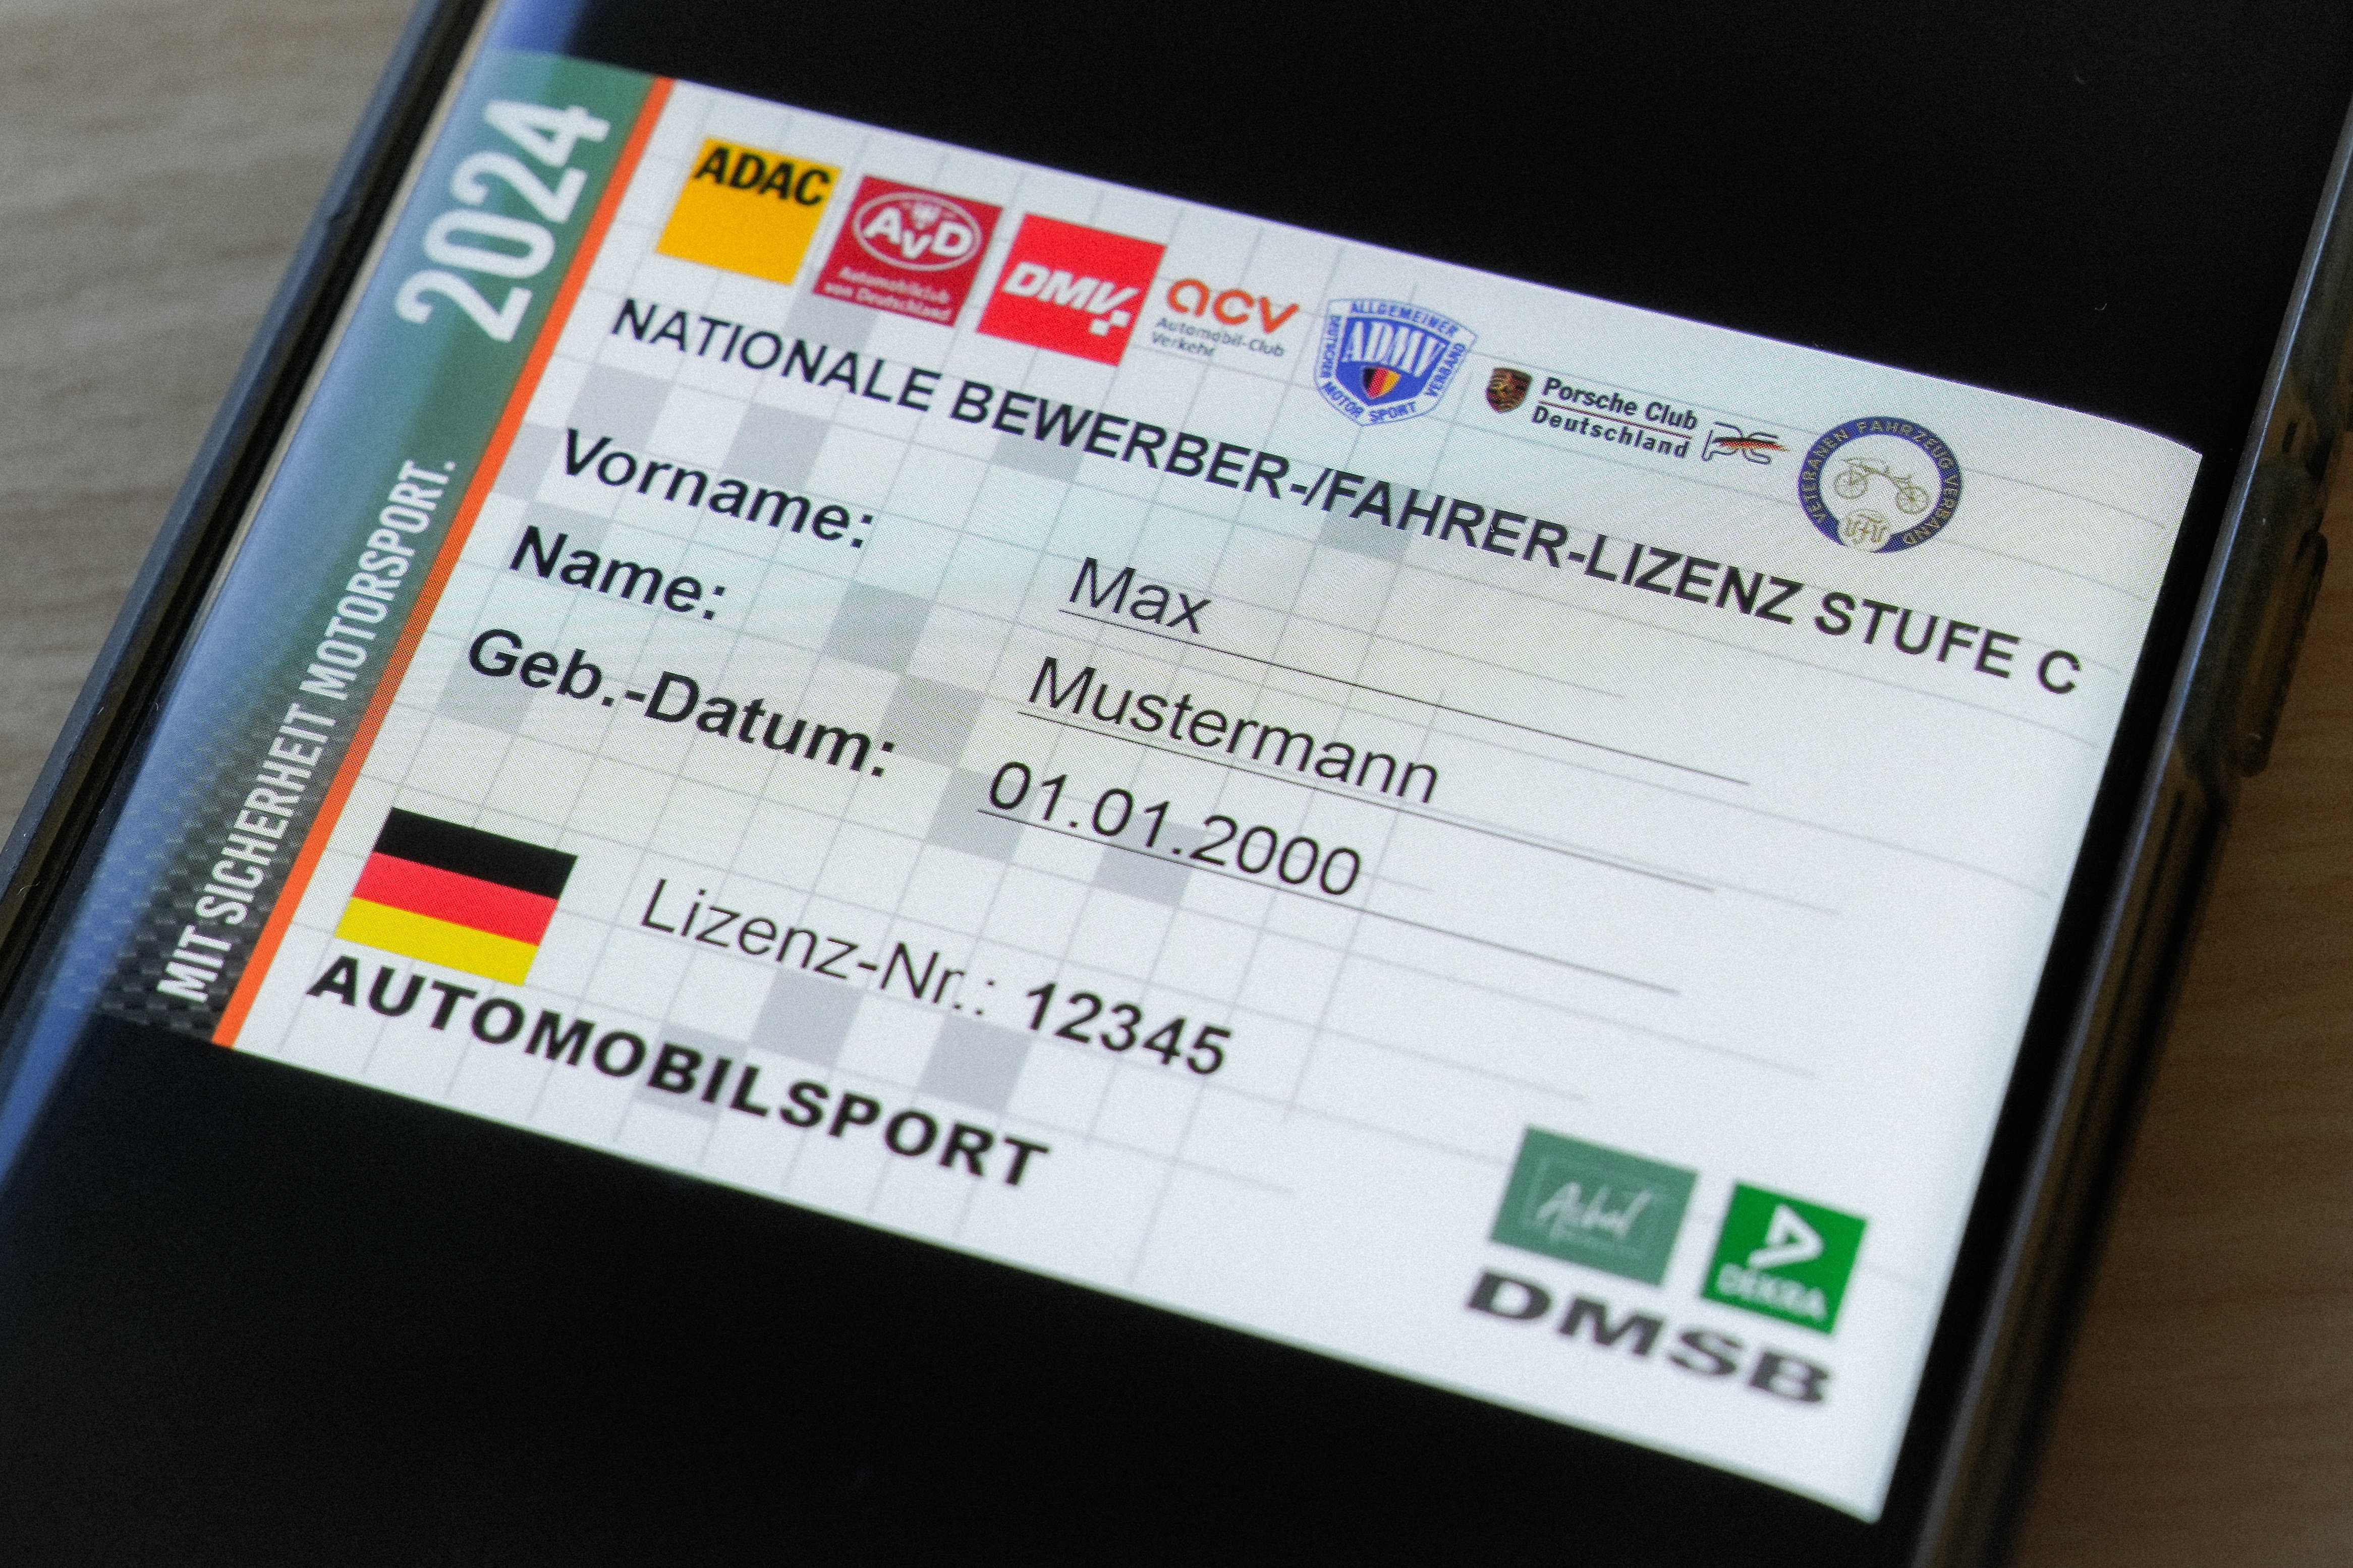 2024
MIT SICHERHEIT MOTORSPORT.
ADAC
AvD
Automobilclub
von Deutschland
DMV
acv
Automobil-Club
Verkehr
ALLGEMEINER
DEUTSCHER MOTOR SPORT VERBAND
ADMV
Porsche Club
Deutschland
VETERANEN FAHRZEUG VERBAND
NATIONALE BEWERBER-/FAHRER-LIZENZ STUFE C
Vorname: Max
Name: Mustermann
Geb.-Datum: 01.01.2000
Lizenz-Nr.: 12345
AUTOMOBILSPORT
DEKRA
DMSB